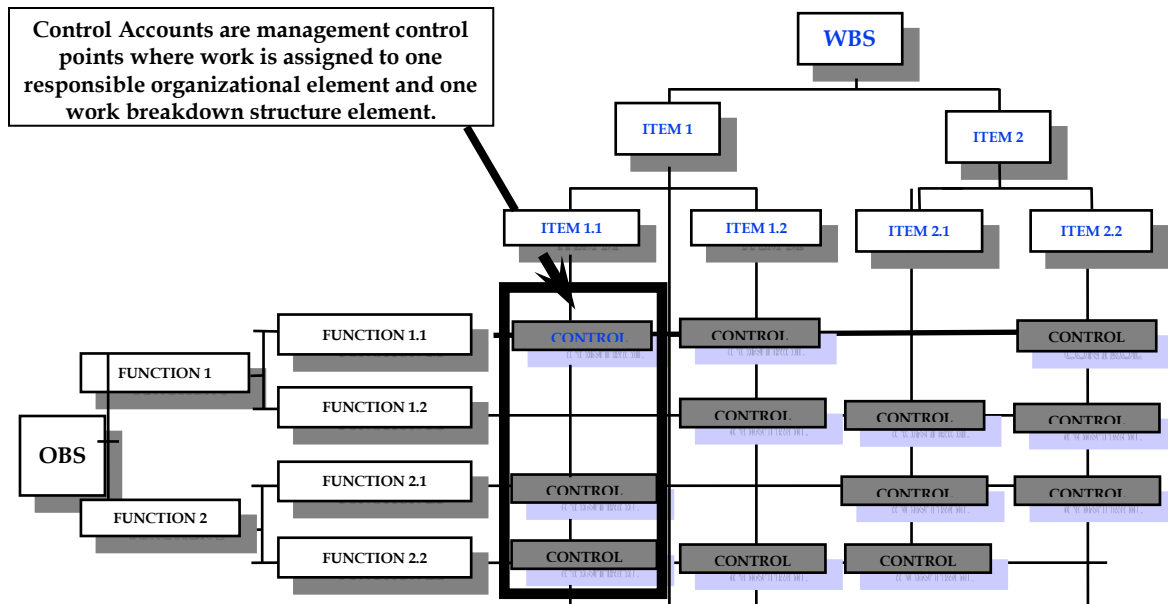 Control Accounts are management control
points where work is assigned to one
responsible organizational element and one
work breakdown structure element.
WBS
ITEM 1
ITEM 2
ITEM 1.1
ITEM 1.2
ITEM 2.1
ITEM 2.2
FUNCTION 1.1
CONTROL
CONTROL
CONTROL
FUNCTION 1
FUNCTION 1.2
CONTROL
CONTROL
CONTROL
OBS
FUNCTION 2.1
CONTROL
CONTROL
CONTROL
FUNCTION 2
FUNCTION 2.2
CONTROL
CONTROL
CONTROL